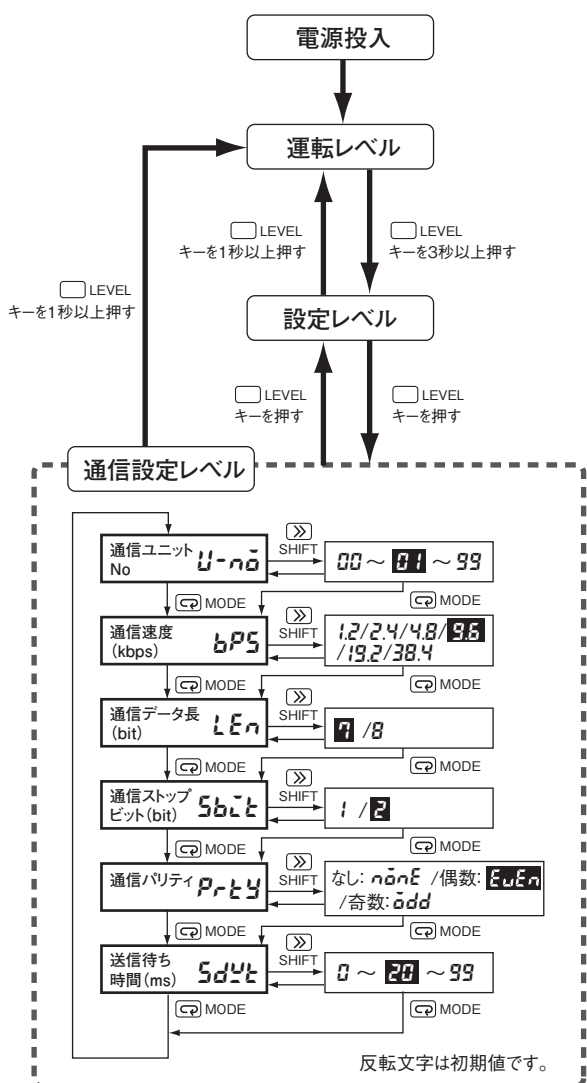 電源投入
運転レベル
LEVEL
キーを1秒以上押す
LEVEL
キーを3秒以上押す
LEVEL
キーを1秒以上押す
設定レベル
LEVEL
キーを押す
LEVEL
キーを押す
通信設定レベル
通信ユニット
No
U-no
SHIFT
00～01～99
MODE
MODE
通信速度
(kbps)
bPS
SHIFT
1.2/2.4/4.8/9.6
/19.2/38.4
MODE
MODE
通信データ長
(bit)
LEn
SHIFT
7/8
MODE
MODE
通信ストップ
ビット(bit)
Sbit
SHIFT
1/2
MODE
MODE
通信パリティ
PrtY
SHIFT
なし: nonE /偶数: EvEn
/奇数: odd
MODE
MODE
送信待ち
時間(ms)
SdWt
SHIFT
0～20～99
MODE
MODE
反転文字は初期値です。